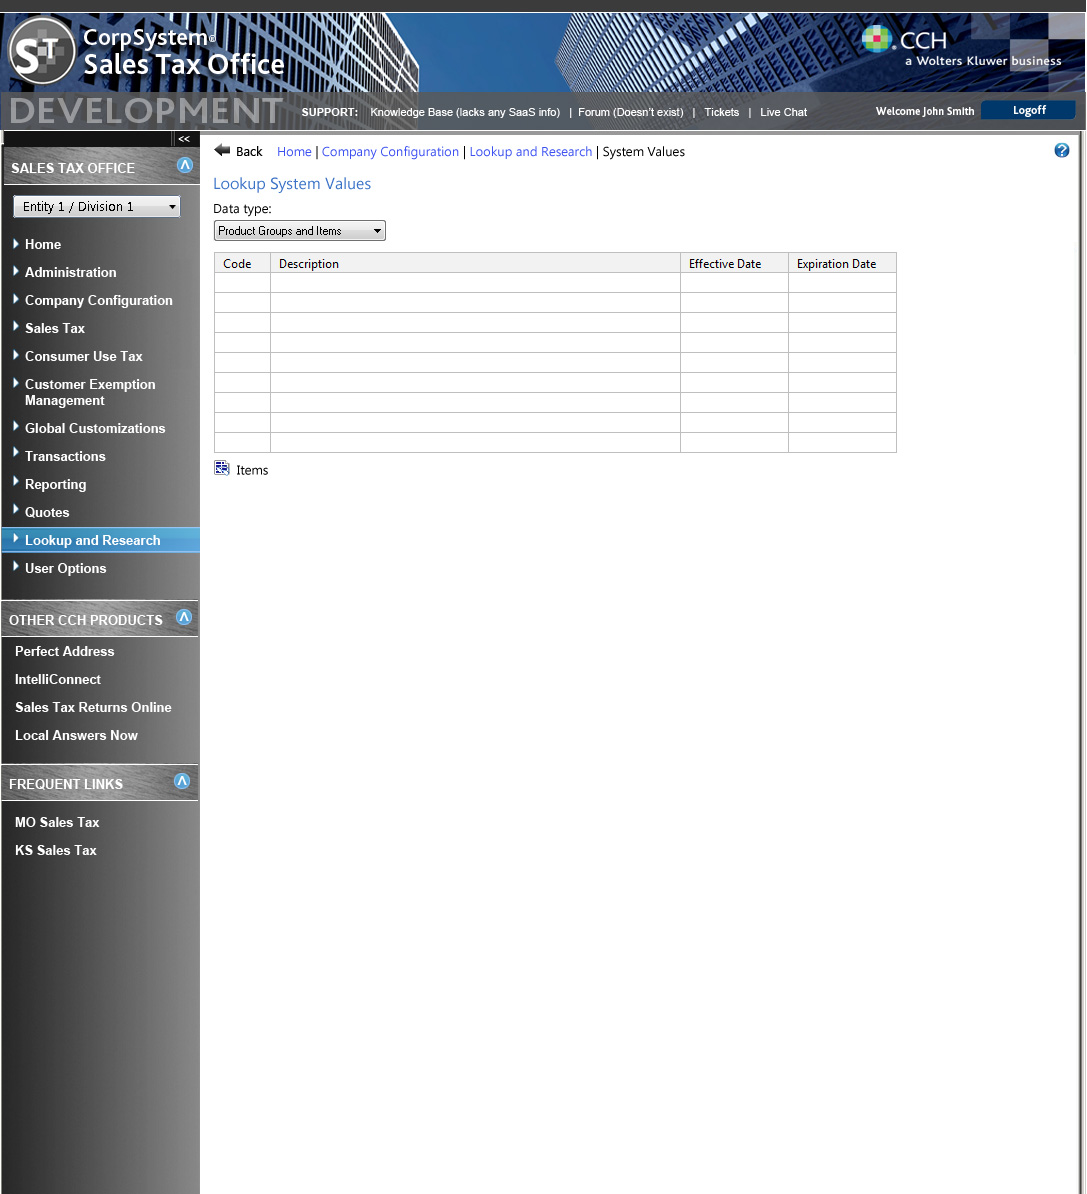 ST
CorpSystem®
Sales Tax Office
CCH
a Wolters Kluwer business
DEVELOPMENT
SUPPORT: Knowledge Base (lacks any SaaS info) | Forum (Doesn't exist) | Tickets | Live Chat
Welcome John Smith Logoff
<<
SALES TAX OFFICE
Entity 1 / Division 1
Home
Administration
Company Configuration
Sales Tax
Consumer Use Tax
Customer Exemption
Management
Global Customizations
Transactions
Reporting
Quotes
Lookup and Research
User Options
OTHER CCH PRODUCTS
Perfect Address
IntelliConnect
Sales Tax Returns Online
Local Answers Now
FREQUENT LINKS
MO Sales Tax
KS Sales Tax
Back Home | Company Configuration | Lookup and Research | System Values
?
Lookup System Values
Data type:
Product Groups and Items
Code Description Effective Date Expiration Date
Items